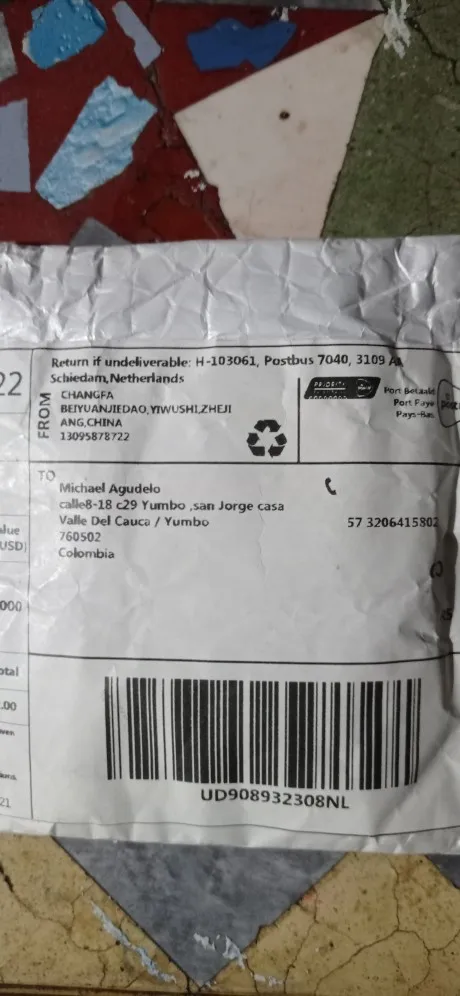 22
Return if undeliverable: H-103061, Postbus 7040, 3109 AA
Schiedam,Netherlands
FROM
CHANGFA
BEIYUANJIEDAO,YIWUSHI,ZHEJI
ANG,CHINA
13095878722
PRIORITY
Port Betaald
Port Payé
Pays-Bas
post
TO
Michael Agudelo
calle8-18 c29 Yumbo ,san Jorge casa
Valle Del Cauca / Yumbo
57 3206415802
760502
Colombia
alue
USD)
000
otal
.00
21
UD908932308NL